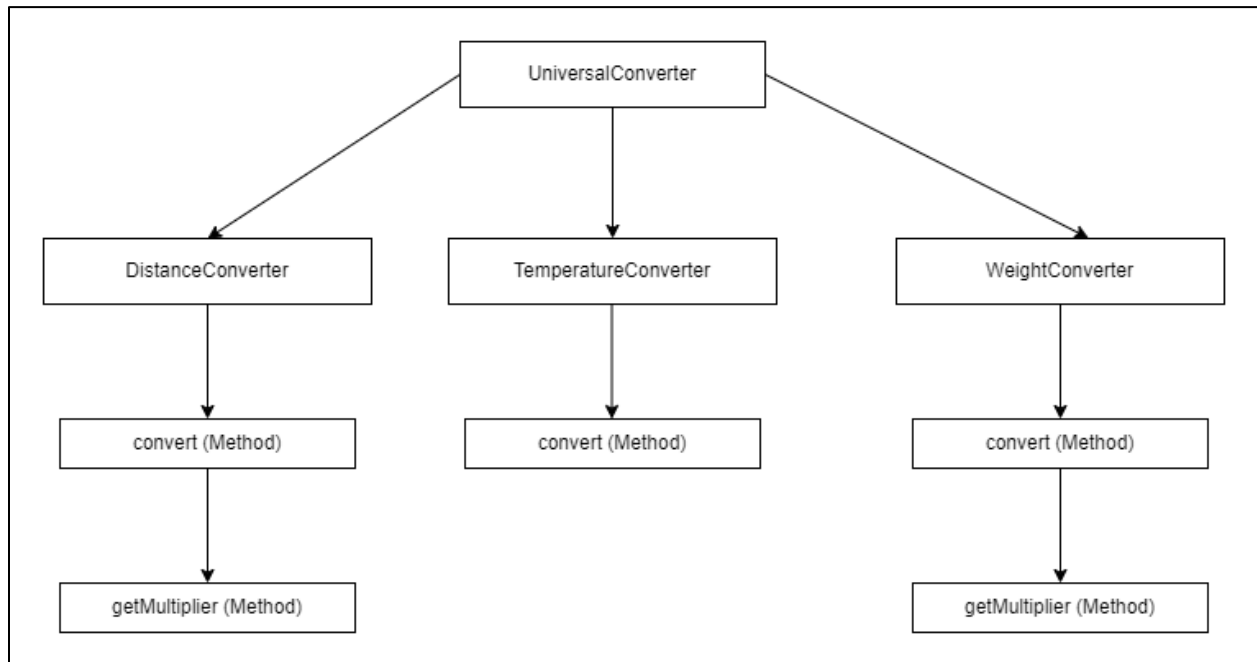 UniversalConverter
DistanceConverter
TemperatureConverter
WeightConverter
convert (Method)
convert (Method)
convert (Method)
getMultiplier (Method)
getMultiplier (Method)